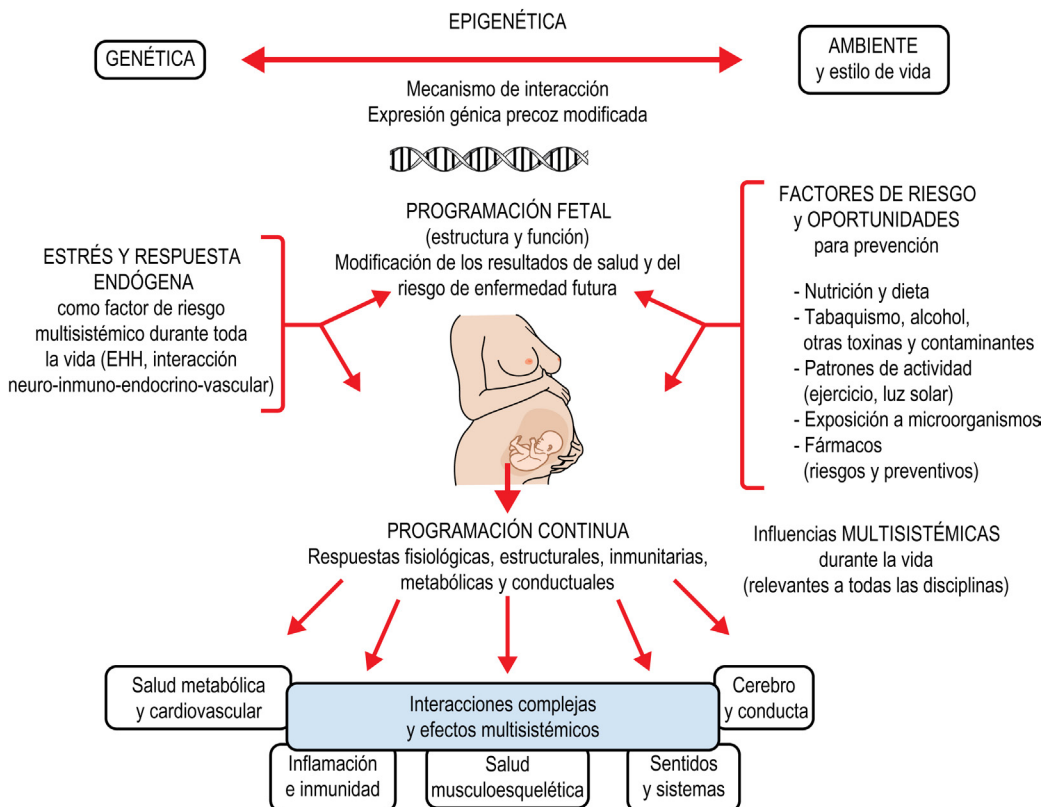 EPIGENÉTICA
GENÉTICA
AMBIENTE
y estilo de vida
Mecanismo de interacción
Expresión génica precoz modificada
PROGRAMACIÓN FETAL
(estructura y función)
Modificación de los resultados de salud y del
riesgo de enfermedad futura
ESTRÉS Y RESPUESTA
ENDÓGENA
como factor de riesgo
multisistémico durante toda
la vida (EHH, interacción
neuro-inmuno-endocrino-vascular)
FACTORES DE RIESGO
y OPORTUNIDADES
para prevención
- Nutrición y dieta
- Tabaquismo, alcohol,
otras toxinas y contaminantes
- Patrones de actividad
(ejercicio, luz solar)
- Exposición a microorganismos
- Fármacos
(riesgos y preventivos)
PROGRAMACIÓN CONTINUA
Respuestas fisiológicas, estructurales, inmunitarias,
metabólicas y conductuales
Influencias MULTISISTÉMICAS
durante la vida
(relevantes a todas las disciplinas)
Salud metabólica
y cardiovascular
Interacciones complejas
y efectos multisistémicos
Cerebro
y conducta
Inflamación
e inmunidad
Salud
musculoesquelética
Sentidos
y sistemas